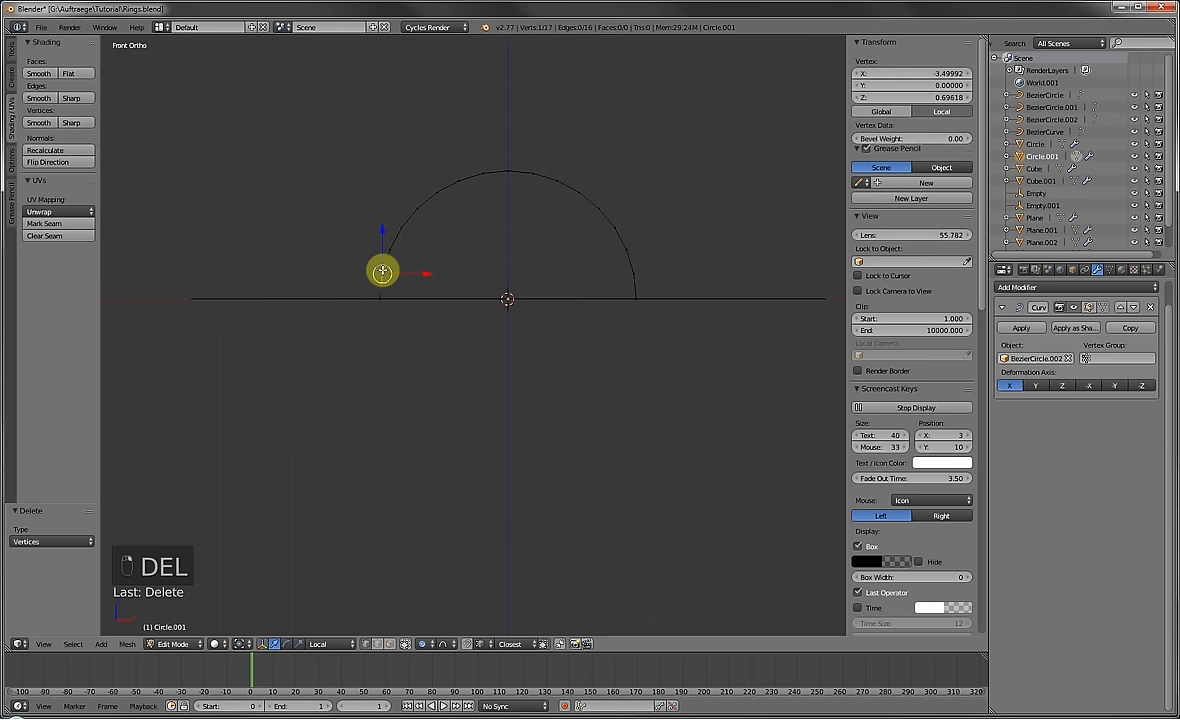 Blender* [G:\Auftraege\Tutorial\Rings.blend]
File Render Window Help Default Scene Cycles Render v2.77 | Verts:1/17 | Edges:0/16 | Faces:0/0 | Tris:0 | Mem:29.24M | Circle.001
Shading
Faces:
Smooth Flat
Edges:
Smooth Sharp
Vertices:
Smooth Sharp
Normals:
Recalculate
Flip Direction
UVs
UV Mapping:
Unwrap
Mark Seam
Clear Seam
Delete
Type
Vertices
Tools
Create
Shading / UVs
Options
Grease Pencil
Front Ortho
DEL
Last: Delete
(1) Circle.001
Transform
Vertex:
X: -3.49992
Y: 0.00000
Z: 0.69618
Global Local
Vertex Data:
Bevel Weight: 0.00
Grease Pencil
Scene Object
New
New Layer
View
Lens: 55.782
Lock to Object:
Lock to Cursor
Lock Camera to View
Clip:
Start: 1.000
End: 10000.000
Local Camera:
Render Border
Screencast Keys
Stop Display
Size: Position:
Text: 40 X: 3
Mouse: 33 Y: 10
Text / Icon Color:
Fade Out Time: 3.50
Mouse: Icon
Left Right
Display:
Box
Hide
Box Width: 0
Last Operator
Time
Time Size: 12
Search All Scenes
Scene
RenderLayers |
World.001
BezierCircle |
BezierCircle.001
BezierCircle.002
BezierCurve |
Circle |
Circle.001
Cube |
Cube.001
Empty
Empty.001
Plane |
Plane.001
Plane.002
Add Modifier
Curv
Apply Apply as Sha... Copy
Object: Vertex Group:
BezierCircle.002
Deformation Axis:
X Y Z -X -Y -Z
View Select Add Mesh Edit Mode Local Closest
-100 -90 -80 -70 -60 -50 -40 -30 -20 -10 0 10 20 30 40 50 60 70 80 90 100 110 120 130 140 150 160 170 180 190 200 210 220 230 240 250 260 270 280 290 300 310 320
View Marker Frame Playback Start: 0 End: 1 1 No Sync